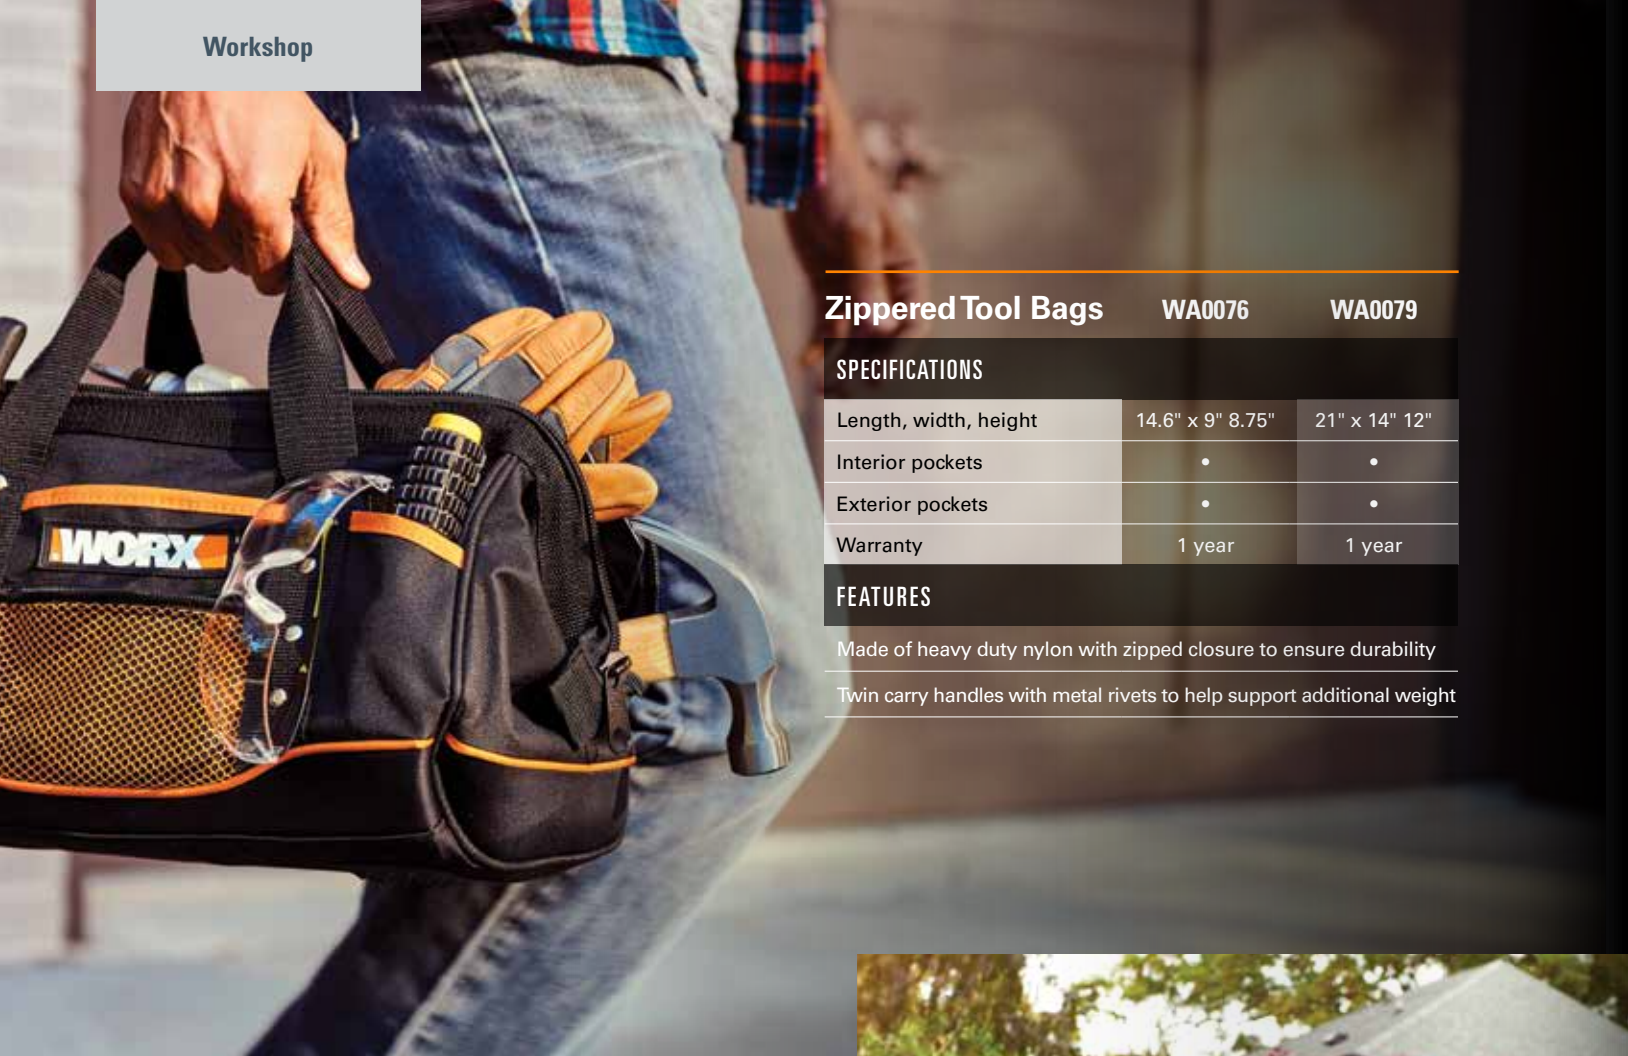 Workshop
Zippered Tool Bags WA0076 WA0079
SPECIFICATIONS
Length, width, height 14.6" x 9" 8.75" 21" x 14" 12"
Interior pockets • •
Exterior pockets • •
Warranty 1 year 1 year
FEATURES
Made of heavy duty nylon with zipped closure to ensure durability
Twin carry handles with metal rivets to help support additional weight
WORX